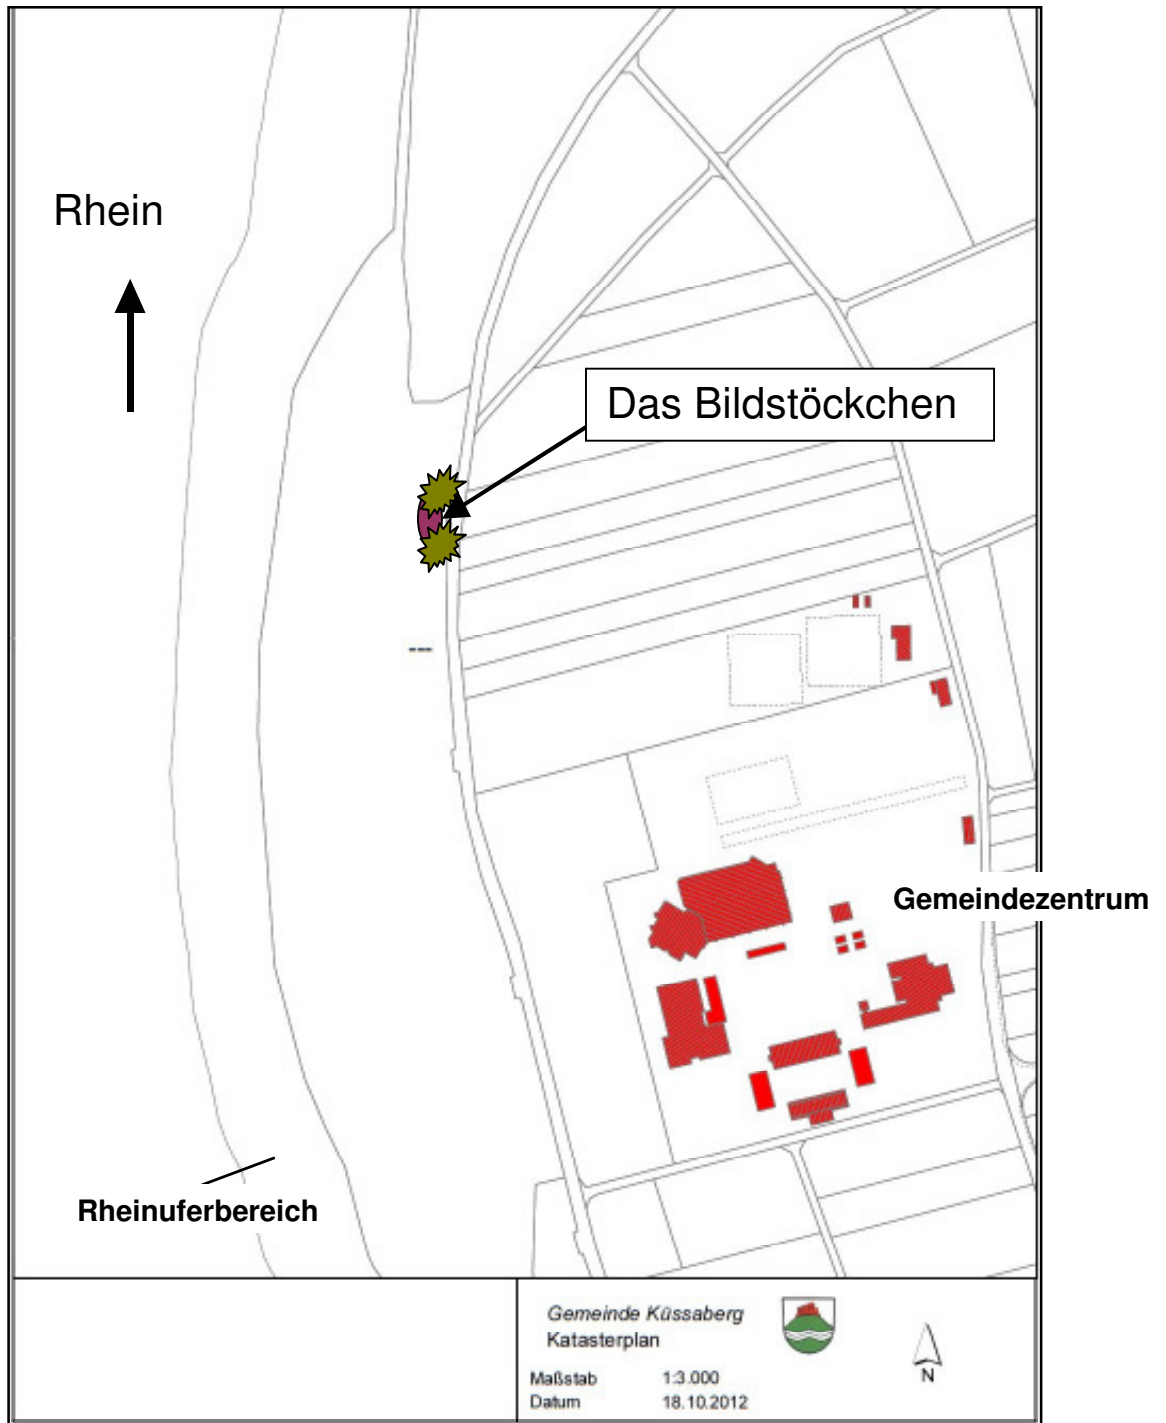 Rhein
Das Bildstöckchen
---
Gemeindezentrum
Rheinuferbereich
Gemeinde Küssaberg
Katasterplan
Maßstab 1:3.000
Datum 18.10.2012
N